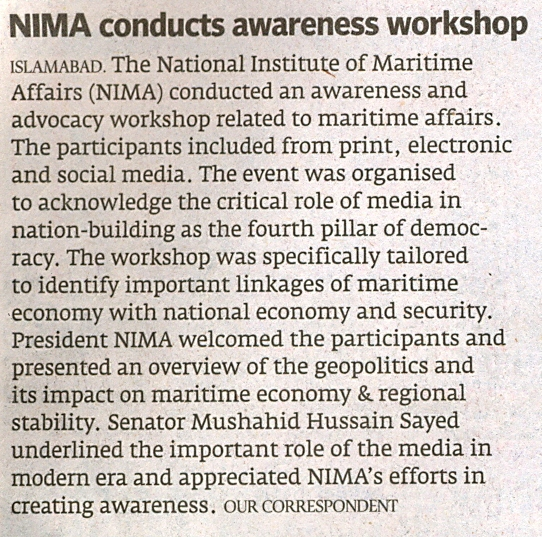 NIMA conducts awareness workshop
ISLAMABAD. The National Institute of Maritime
Affairs (NIMA) conducted an awareness and
advocacy workshop related to maritime affairs.
The participants included from print, electronic
and social media. The event was organised
to acknowledge the critical role of media in
nation-building as the fourth pillar of democ-
racy. The workshop was specifically tailored
to identify important linkages of maritime
economy with national economy and security.
President NIMA welcomed the participants and
presented an overview of the geopolitics and
its impact on maritime economy & regional
stability. Senator Mushahid Hussain Sayed
underlined the important role of the media in
modern era and appreciated NIMA's efforts in
creating awareness. OUR CORRESPONDENT